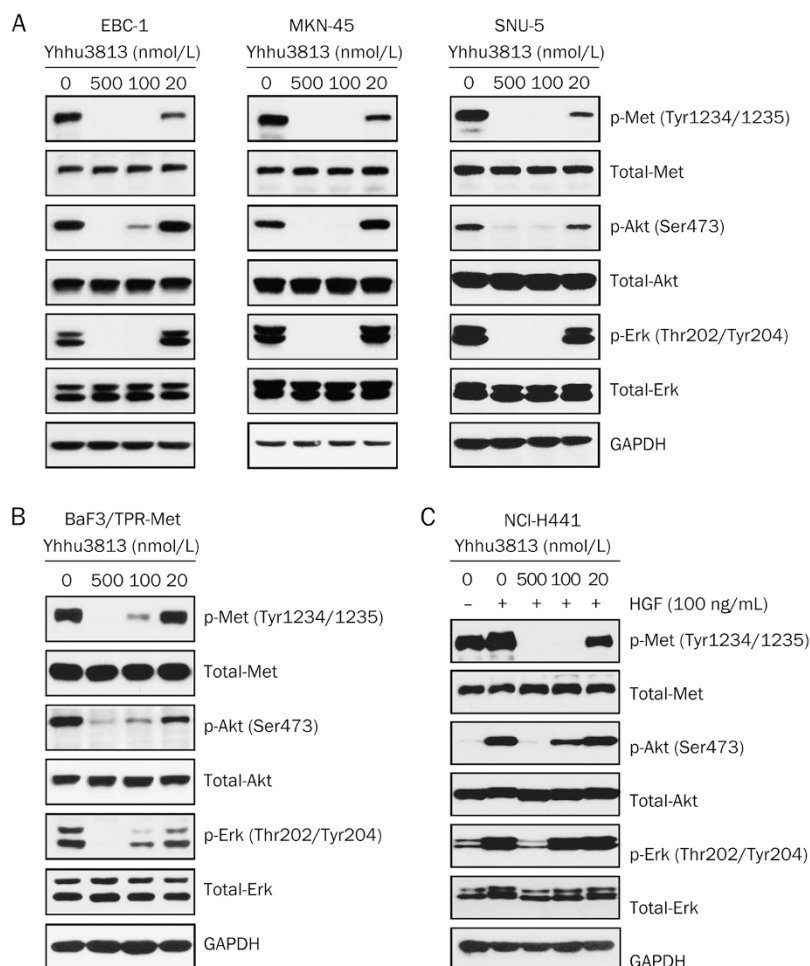 A
EBC-1
Yhhu3813 (nmol/L)
0 500 100 20
MKN-45
Yhhu3813 (nmol/L)
0 500 100 20
SNU-5
Yhhu3813 (nmol/L)
0 500 100 20
p-Met (Tyr1234/1235)
Total-Met
p-Akt (Ser473)
Total-Akt
p-Erk (Thr202/Tyr204)
Total-Erk
GAPDH
B
BaF3/TPR-Met
Yhhu3813 (nmol/L)
0 500 100 20
p-Met (Tyr1234/1235)
Total-Met
p-Akt (Ser473)
Total-Akt
p-Erk (Thr202/Tyr204)
Total-Erk
GAPDH
C
NCI-H441
Yhhu3813 (nmol/L)
0 0 500 100 20
– + + + + HGF (100 ng/mL)
p-Met (Tyr1234/1235)
Total-Met
p-Akt (Ser473)
Total-Akt
p-Erk (Thr202/Tyr204)
Total-Erk
GAPDH